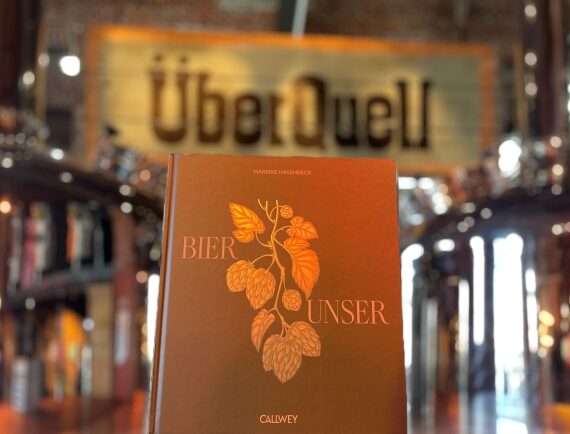 ÜberQuell
MAREIKE HASENBECK
BIER
UNSER
CALLWEY